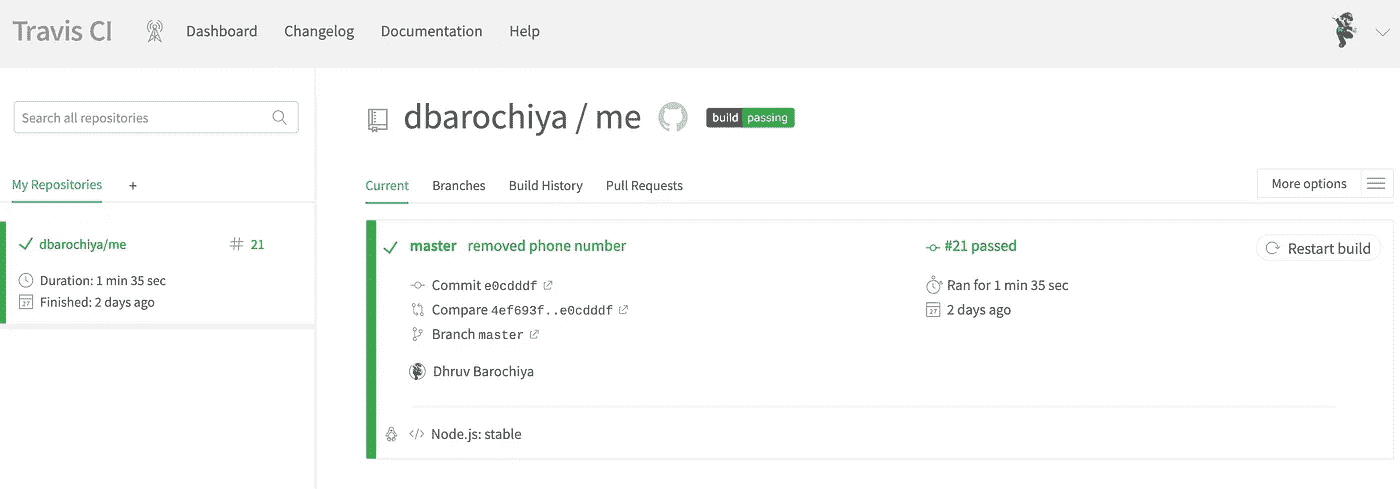 Travis CI
Dashboard
Changelog
Documentation
Help
Search all repositories
My Repositories +
dbarochiya/me # 21
Duration: 1 min 35 sec
27 Finished: 2 days ago
dbarochiya / me build passing
Current
Branches
Build History
Pull Requests
More options
master removed phone number
Commit e0cdddf
Compare 4ef693f..e0cdddf
Branch master
Dhruv Barochiya
#21 passed
Ran for 1 min 35 sec
27 2 days ago
Restart build
</> Node.js: stable